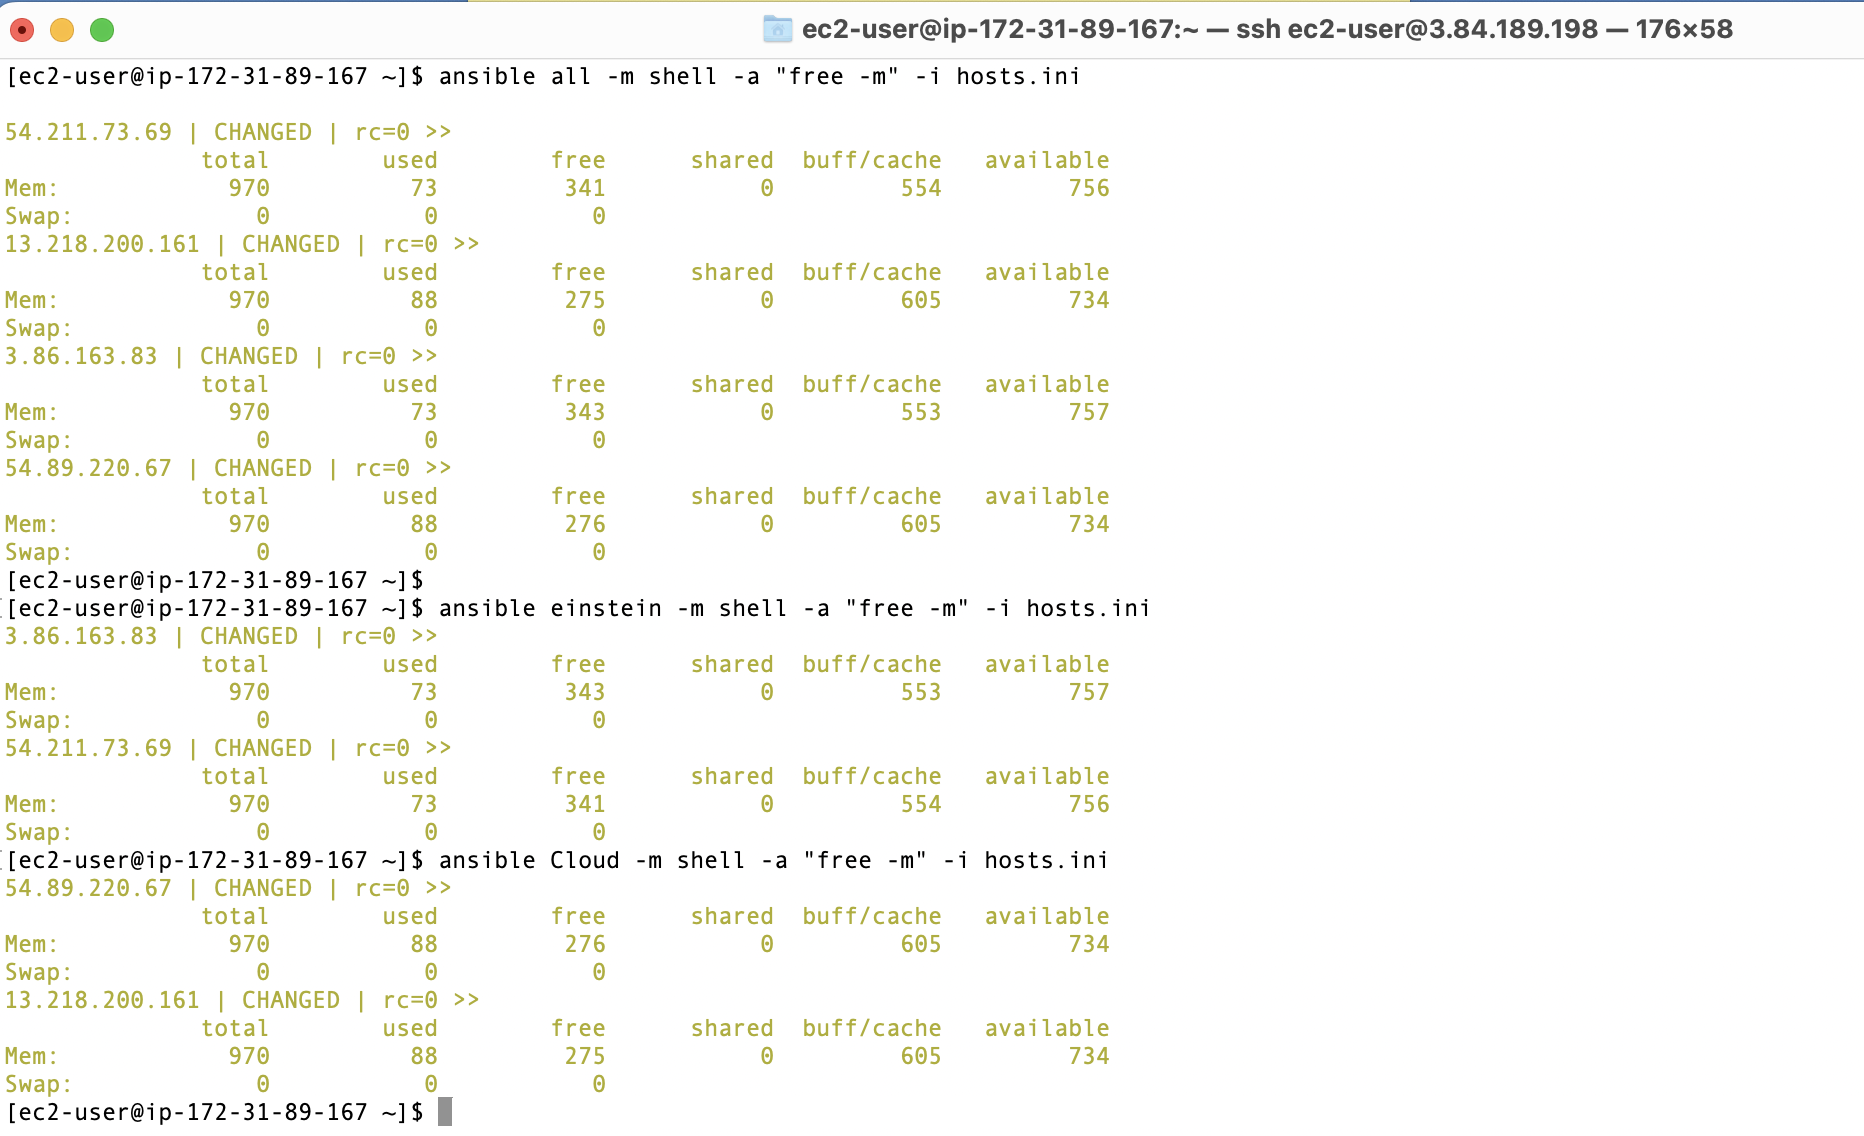 ec2-user@ip-172-31-89-167:~ — ssh ec2-user@3.84.189.198 — 176×58
[ec2-user@ip-172-31-89-167 ~]$ ansible all -m shell -a "free -m" -i hosts.ini
54.211.73.69 | CHANGED | rc=0 >>
              total        used        free      shared  buff/cache   available
Mem:            970          73         341           0         554         756
Swap:             0           0           0
13.218.200.161 | CHANGED | rc=0 >>
              total        used        free      shared  buff/cache   available
Mem:            970          88         275           0         605         734
Swap:             0           0           0
3.86.163.83 | CHANGED | rc=0 >>
              total        used        free      shared  buff/cache   available
Mem:            970          73         343           0         553         757
Swap:             0           0           0
54.89.220.67 | CHANGED | rc=0 >>
              total        used        free      shared  buff/cache   available
Mem:            970          88         276           0         605         734
Swap:             0           0           0
[ec2-user@ip-172-31-89-167 ~]$
[ec2-user@ip-172-31-89-167 ~]$ ansible einstein -m shell -a "free -m" -i hosts.ini
3.86.163.83 | CHANGED | rc=0 >>
              total        used        free      shared  buff/cache   available
Mem:            970          73         343           0         553         757
Swap:             0           0           0
54.211.73.69 | CHANGED | rc=0 >>
              total        used        free      shared  buff/cache   available
Mem:            970          73         341           0         554         756
Swap:             0           0           0
[ec2-user@ip-172-31-89-167 ~]$ ansible Cloud -m shell -a "free -m" -i hosts.ini
54.89.220.67 | CHANGED | rc=0 >>
              total        used        free      shared  buff/cache   available
Mem:            970          88         276           0         605         734
Swap:             0           0           0
13.218.200.161 | CHANGED | rc=0 >>
              total        used        free      shared  buff/cache   available
Mem:            970          88         275           0         605         734
Swap:             0           0           0
[ec2-user@ip-172-31-89-167 ~]$